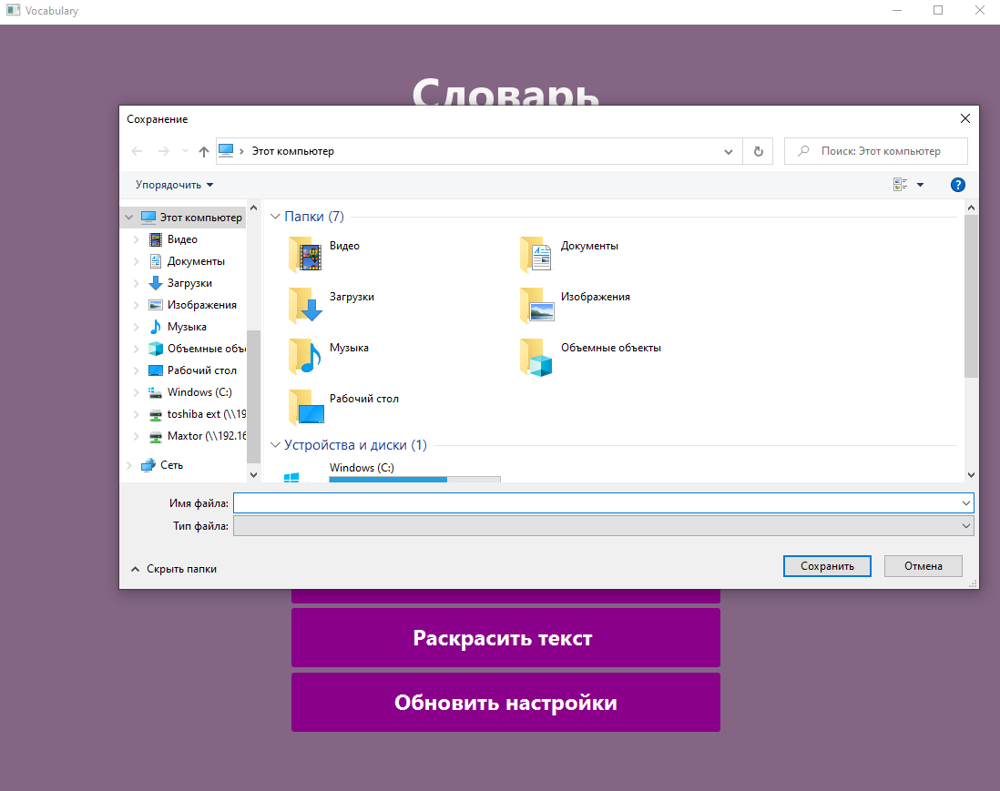 Vocabulary
Словарь
Сохранение
Этот компьютер
Поиск: Этот компьютер
Упорядочить
?
Этот компьютер
Видео
Документы
Загрузки
Изображения
Музыка
Объемные объ
Рабочий стол
Windows (C:)
toshiba ext (\\19
Maxtor (\\192.16
Сеть
Папки (7)
Видео
Документы
Загрузки
Изображения
Музыка
Объемные объекты
Рабочий стол
Устройства и диски (1)
Windows (C:)
Имя файла:
Тип файла:
Скрыть папки
Сохранить
Отмена
Раскрасить текст
Обновить настройки